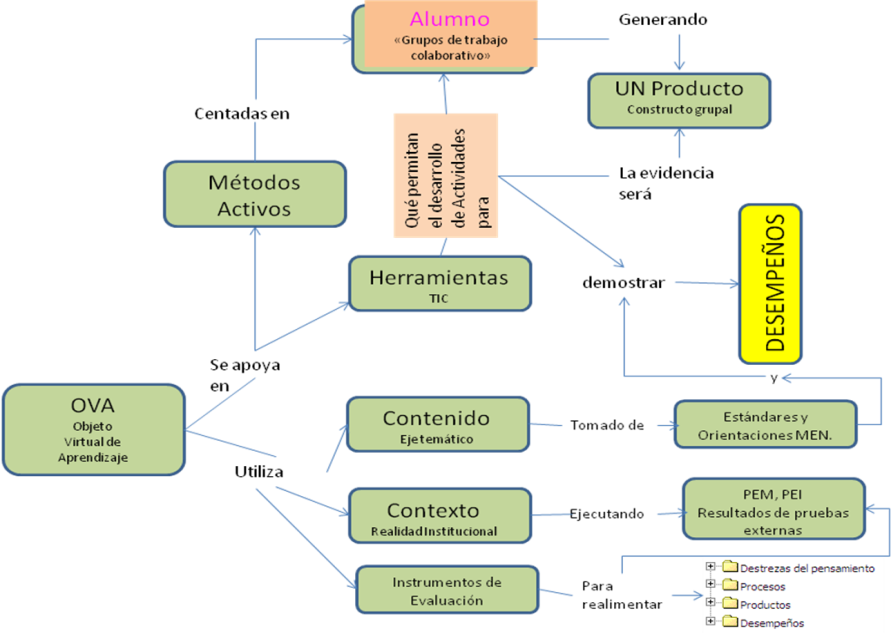 Alumno
«Grupos de trabajo
colaborativo»
Generando
UN Producto
Constructo grupal
Centadas en
Qué permitan
el desarrollo
de Actividades
para
La evidencia
será
Métodos
Activos
DESEMPEÑOS
Herramientas
TIC
demostrar
Se apoya
en
y
OVA
Objeto
Virtual de
Aprendizaje
Contenido
Eje temático
Tomado de
Estándares y
Orientaciones MEN.
Utiliza
Contexto
Realidad Institucional
Ejecutando
PEM, PEI
Resultados de pruebas
externas
Instrumentos de
Evaluación
Para
realimentar
Destrezas del pensamiento
Procesos
Productos
Desempeños